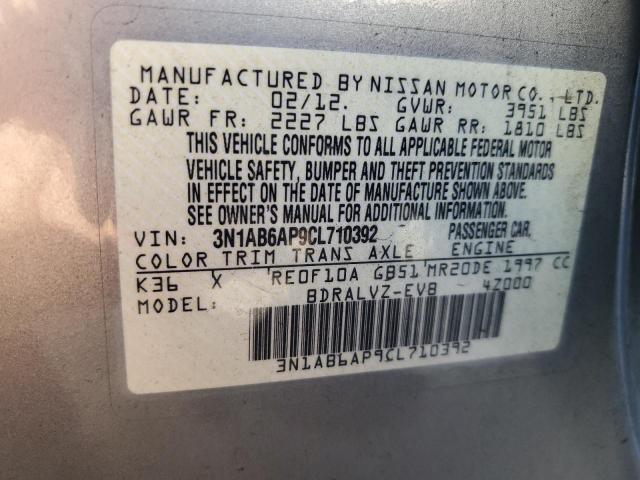 MANUFACTURED BY NISSAN MOTOR CO., LTD.
DATE: 02/12. GVWR: 3951 LBS
GAWR FR: 2227 LBS GAWR RR: 1810 LBS
THIS VEHICLE CONFORMS TO ALL APPLICABLE FEDERAL MOTOR
VEHICLE SAFETY, BUMPER AND THEFT PREVENTION STANDARDS
IN EFFECT ON THE DATE OF MANUFACTURE SHOWN ABOVE.
SEE OWNER'S MANUAL FOR ADDITIONAL INFORMATION.
VIN: 3N1AB6AP9CL710392 PASSENGER CAR.
COLOR TRIM TRANS AXLE ENGINE
K36 X RE0F10A GB51 MR20DE 1997 CC
MODEL: BDRALVZ-EVB 4Z000
3N1AB6AP9CL710392